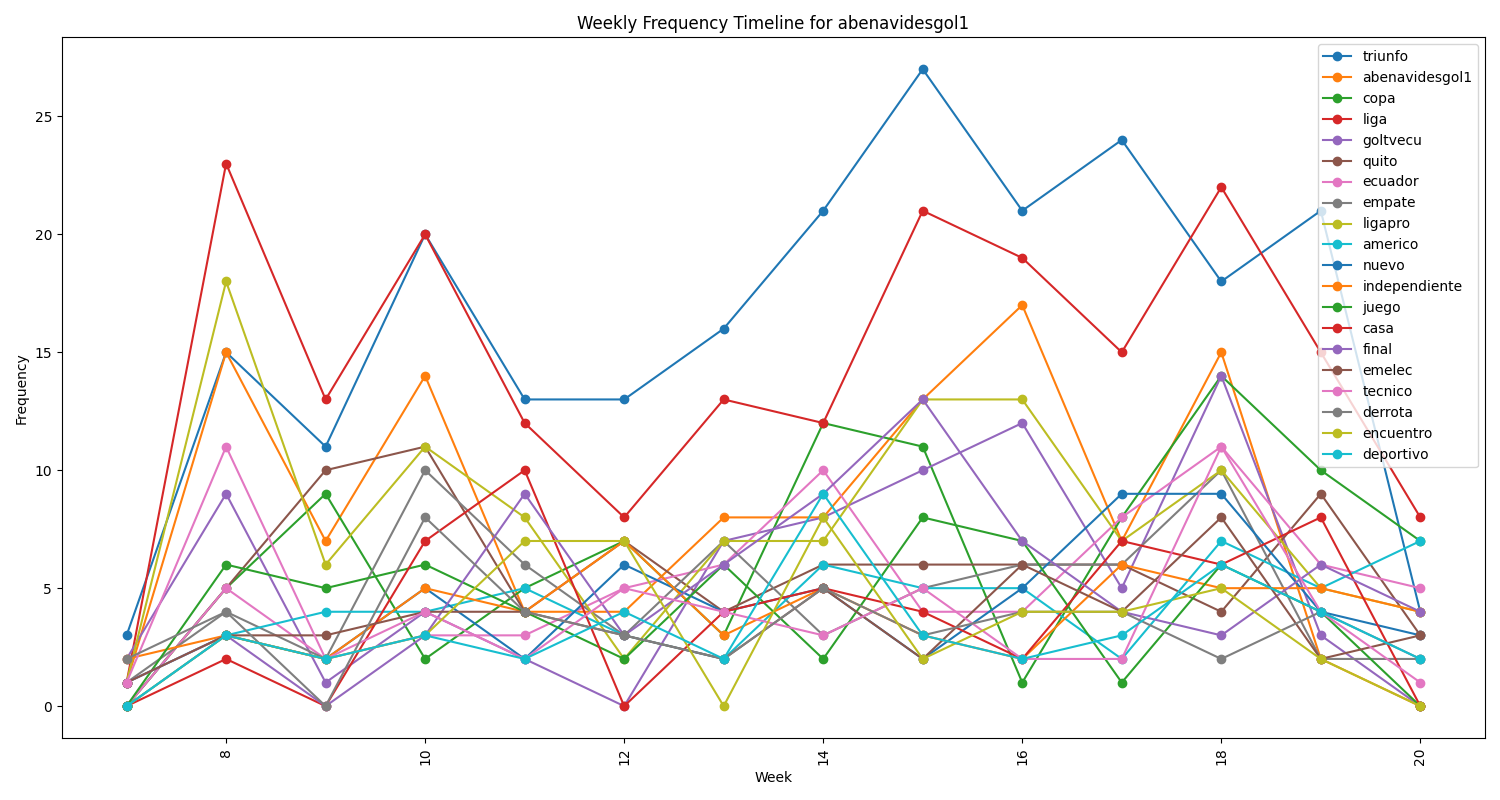 Weekly Frequency Timeline for abenavidesgol1
triunfo
abenavidesgol1
copa
liga
goltvecu
quito
ecuador
empate
ligapro
americo
nuevo
independiente
juego
casa
final
emelec
tecnico
derrota
encuentro
deportivo
25
20
15
10
5
0
Frequency
8
10
12
14
16
18
20
Week